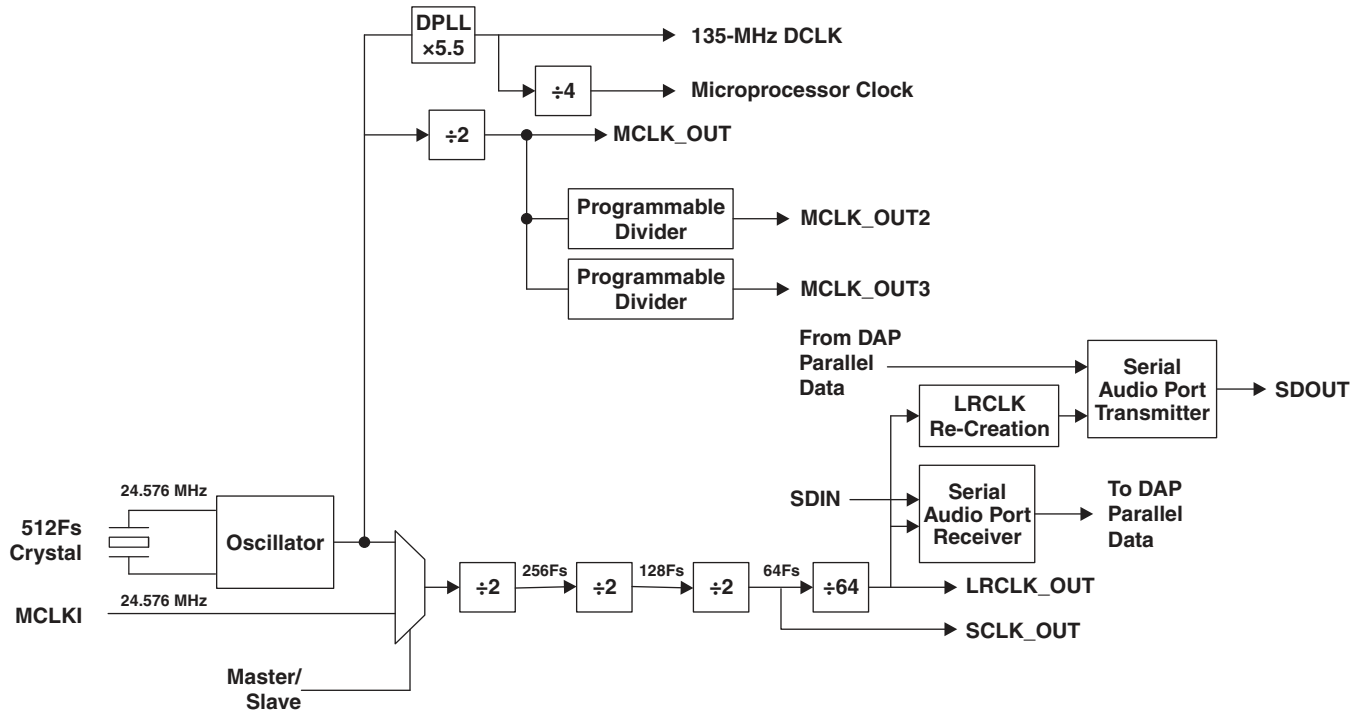 DPLL
×5.5
135-MHz DCLK
÷4
Microprocessor Clock
÷2
MCLK_OUT
Programmable
Divider
MCLK_OUT2
Programmable
Divider
MCLK_OUT3
From DAP
Parallel
Data
Serial
Audio Port
Transmitter
SDOUT
LRCLK
Re-Creation
SDIN
Serial
Audio Port
Receiver
To DAP
Parallel
Data
24.576 MHz
512Fs
Crystal
Oscillator
MCLKI
24.576 MHz
÷2
256Fs
÷2
128Fs
÷2
64Fs
÷64
LRCLK_OUT
SCLK_OUT
Master/
Slave